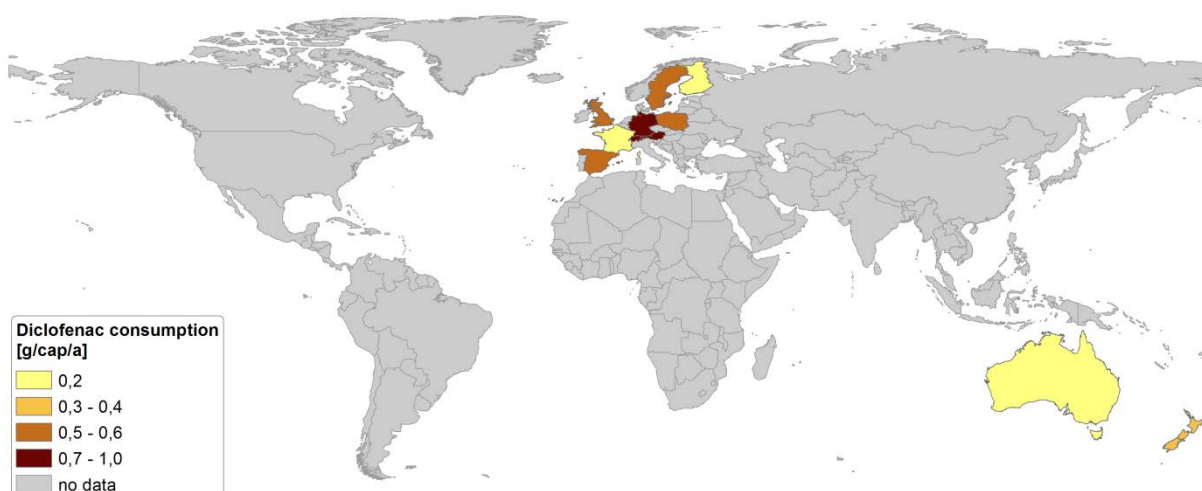 Diclofenac consumption
[g/cap/a]
0,2
0,3 - 0,4
0,5 - 0,6
0,7 - 1,0
no data